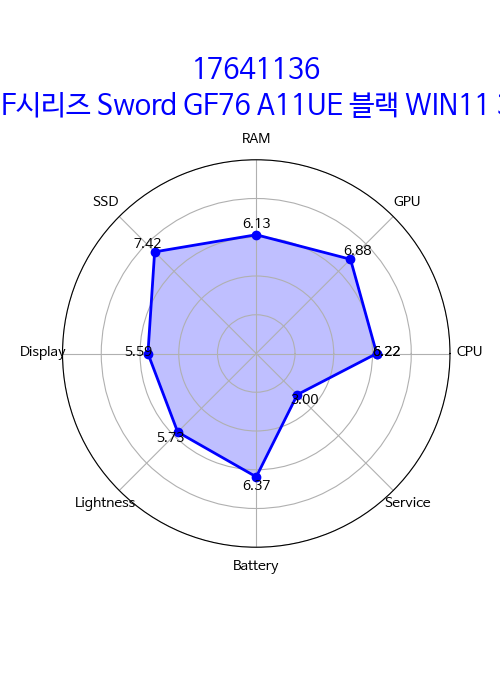 17641136
F시리즈 Sword GF76 A11UE 블랙 WIN11
RAM
SSD
GPU
6.13
7.42
6.88
Display
5.59
6.22
CPU
3.00
5.73
6.37
Lightness
Service
Battery